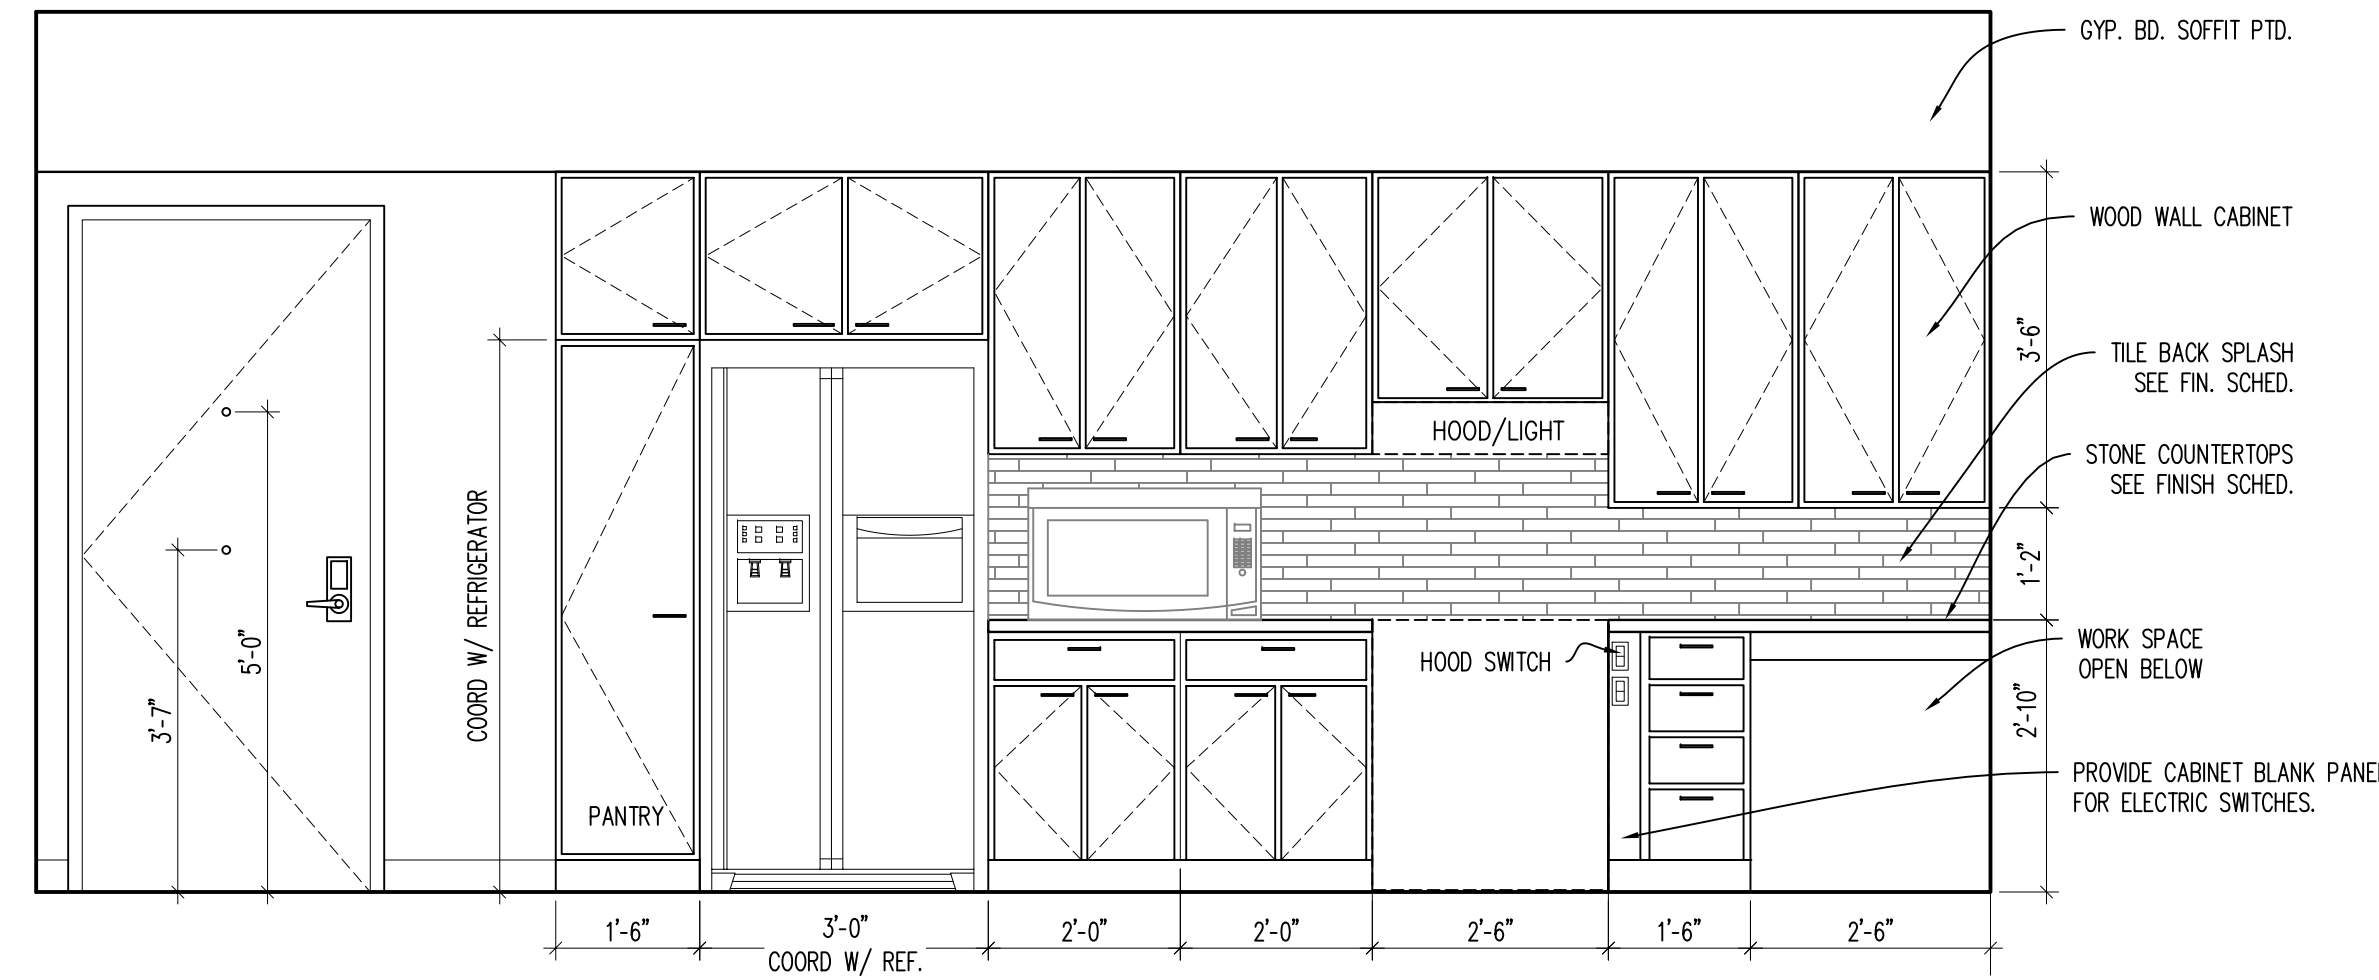 GYP. BD. SOFFIT PTD.
WOOD WALL CABINET
3'-6"
TILE BACK SPLASH
SEE FIN. SCHED.
HOOD/LIGHT
STONE COUNTERTOPS
SEE FINISH SCHED.
1'-2"
COORD W/ REFRIGERATOR
5'-0"
3'-7"
HOOD SWITCH
WORK SPACE
OPEN BELOW
2'-10"
PANTRY
PROVIDE CABINET BLANK PANE
FOR ELECTRIC SWITCHES.
1'-6"
3'-0"
COORD W/ REF.
2'-0"
2'-0"
2'-6"
1'-6"
2'-6"